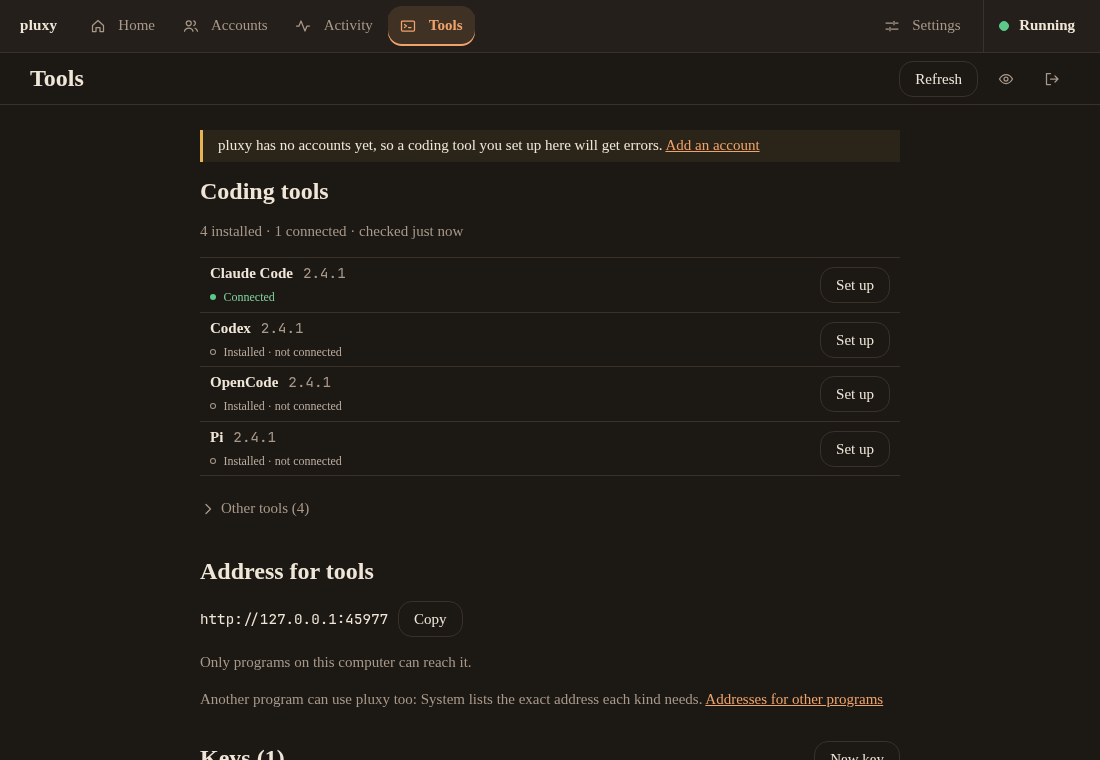 pluxy Home Accounts Activity Tools Settings Running
Tools Refresh
pluxy has no accounts yet, so a coding tool you set up here will get errors. Add an account
Coding tools
4 installed · 1 connected · checked just now
Claude Code 2.4.1
Connected
Set up
Codex 2.4.1
Installed · not connected
Set up
OpenCode 2.4.1
Installed · not connected
Set up
Pi 2.4.1
Installed · not connected
Set up
Other tools (4)
Address for tools
http://127.0.0.1:45977 Copy
Only programs on this computer can reach it.
Another program can use pluxy too: System lists the exact address each kind needs. Addresses for other programs
Keys (1) New key